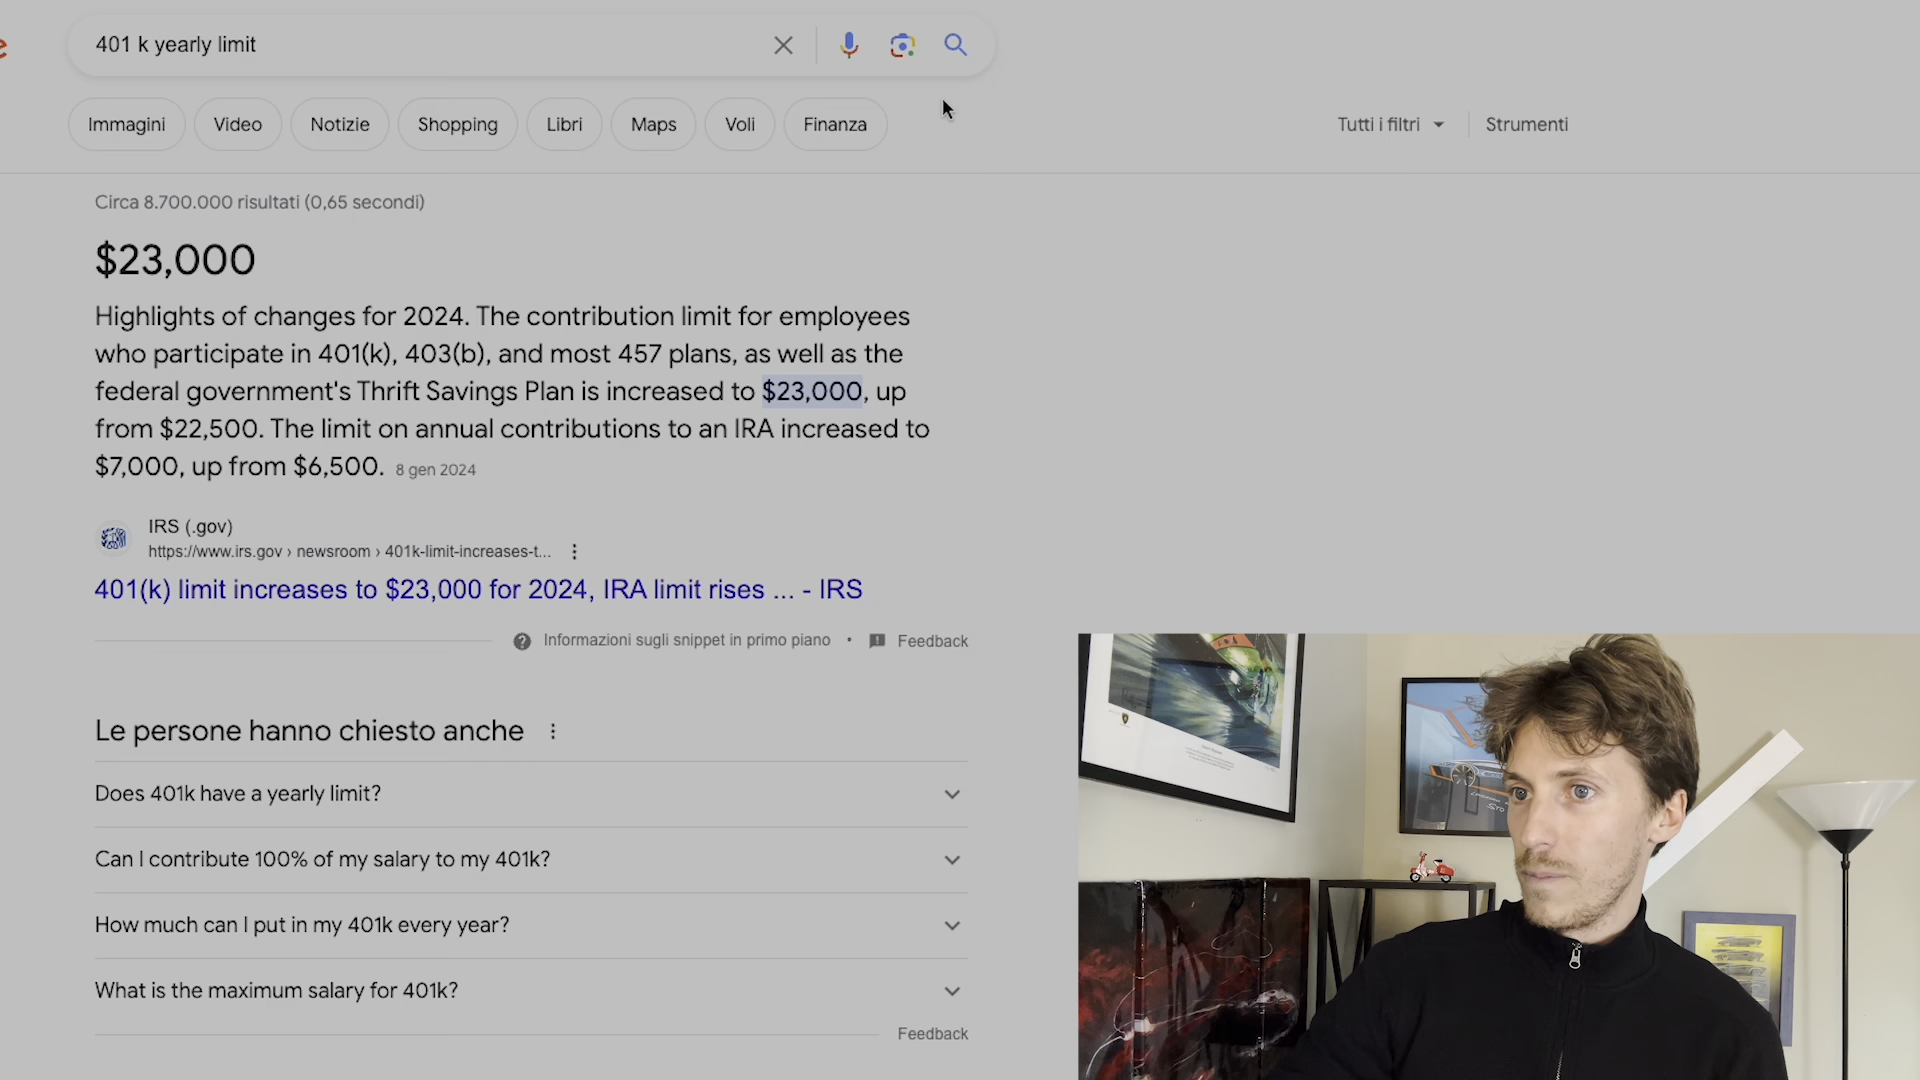 401 k yearly limit
Immagini
Video
Notizie
Shopping
Libri
Maps
Voli
Finanza
Tutti i filtri
Strumenti
Circa 8.700.000 risultati (0,65 secondi)
$23,000
Highlights of changes for 2024. The contribution limit for employees
who participate in 401(k), 403(b), and most 457 plans, as well as the
federal government's Thrift Savings Plan is increased to $23,000, up
from $22,500. The limit on annual contributions to an IRA increased to
$7,000, up from $6,500. 8 gen 2024
IRS (.gov)
https://www.irs.gov › newsroom › 401k-limit-increases-t...
401(k) limit increases to $23,000 for 2024, IRA limit rises ... - IRS
Informazioni sugli snippet in primo piano • Feedback
Le persone hanno chiesto anche
Does 401k have a yearly limit?
Can I contribute 100% of my salary to my 401k?
How much can I put in my 401k every year?
What is the maximum salary for 401k?
Feedback
STO